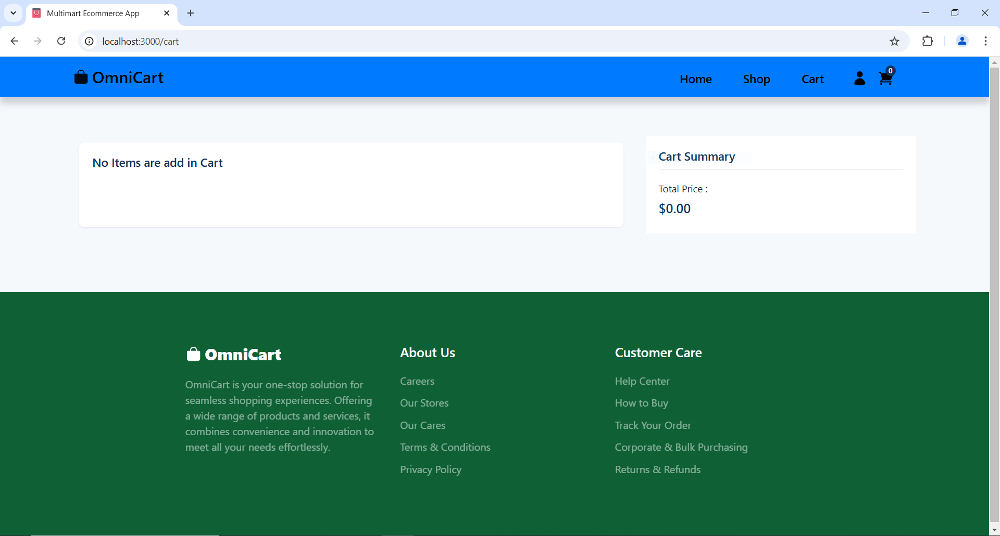 Multimart Ecommerce App
localhost:3000/cart
OmniCart
Home Shop Cart 0
No Items are add in Cart
Cart Summary
Total Price :
$0.00
OmniCart
OmniCart is your one-stop solution for
seamless shopping experiences. Offering
a wide range of products and services, it
combines convenience and innovation to
meet all your needs effortlessly.
About Us
Careers
Our Stores
Our Cares
Terms & Conditions
Privacy Policy
Customer Care
Help Center
How to Buy
Track Your Order
Corporate & Bulk Purchasing
Returns & Refunds